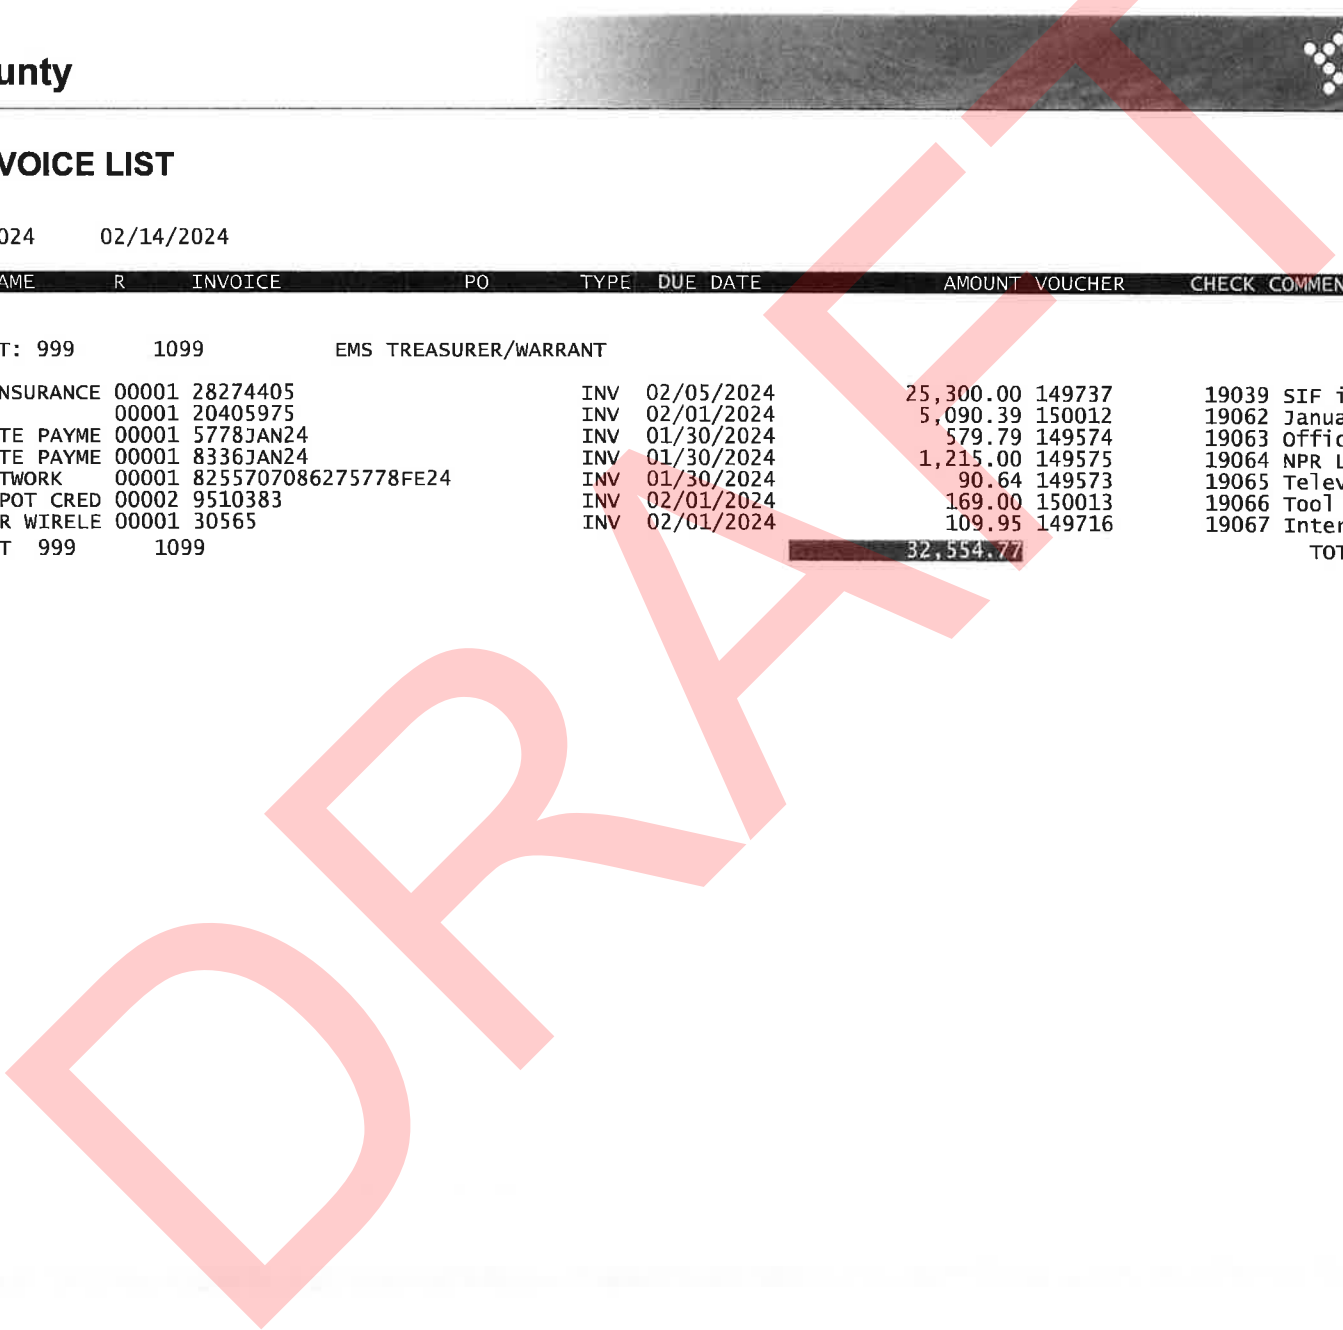 unty
VOICE LIST
024 02/14/2024
AME R INVOICE PO TYPE DUE DATE AMOUNT VOUCHER CHECK COMMEN
T: 999 1099 EMS TREASURER/WARRANT
NSURANCE 00001 28274405 INV 02/05/2024 25,300.00 149737 19039 SIF i
00001 20405975 INV 02/01/2024 5,090.39 150012 19062 Janua
TE PAYME 00001 5778JAN24 INV 01/30/2024 579.79 149574 19063 Offic
TE PAYME 00001 8336JAN24 INV 01/30/2024 1,215.00 149575 19064 NPR L
TWORK 00001 8255707086275778FE24 INV 01/30/2024 90.64 149573 19065 Telev
POT CRED 00002 9510383 INV 02/01/2024 169.00 150013 19066 Tool
R WIRELE 00001 30565 INV 02/01/2024 109.95 149716 19067 Inter
T 999 1099 32,554.77 TOT
DRAFT